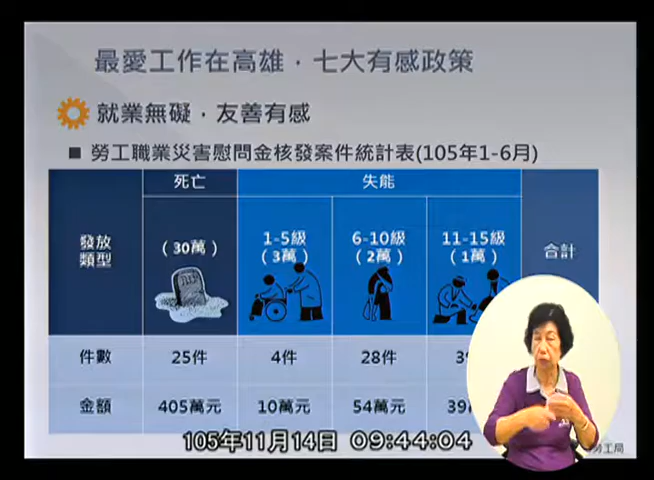 最愛工作在高雄．七大有感政策
就業無礙．友善有感
■ 勞工職業災害慰問金核發案件統計表(105年1-6月)
發放類型 死亡 失能 合計
(30萬) 1-5級(3萬) 6-10級(2萬) 11-15級(1萬)
件數 25件 4件 28件
金額 405萬元 10萬元 54萬元
105年11月14日 09:44:04
勞工局